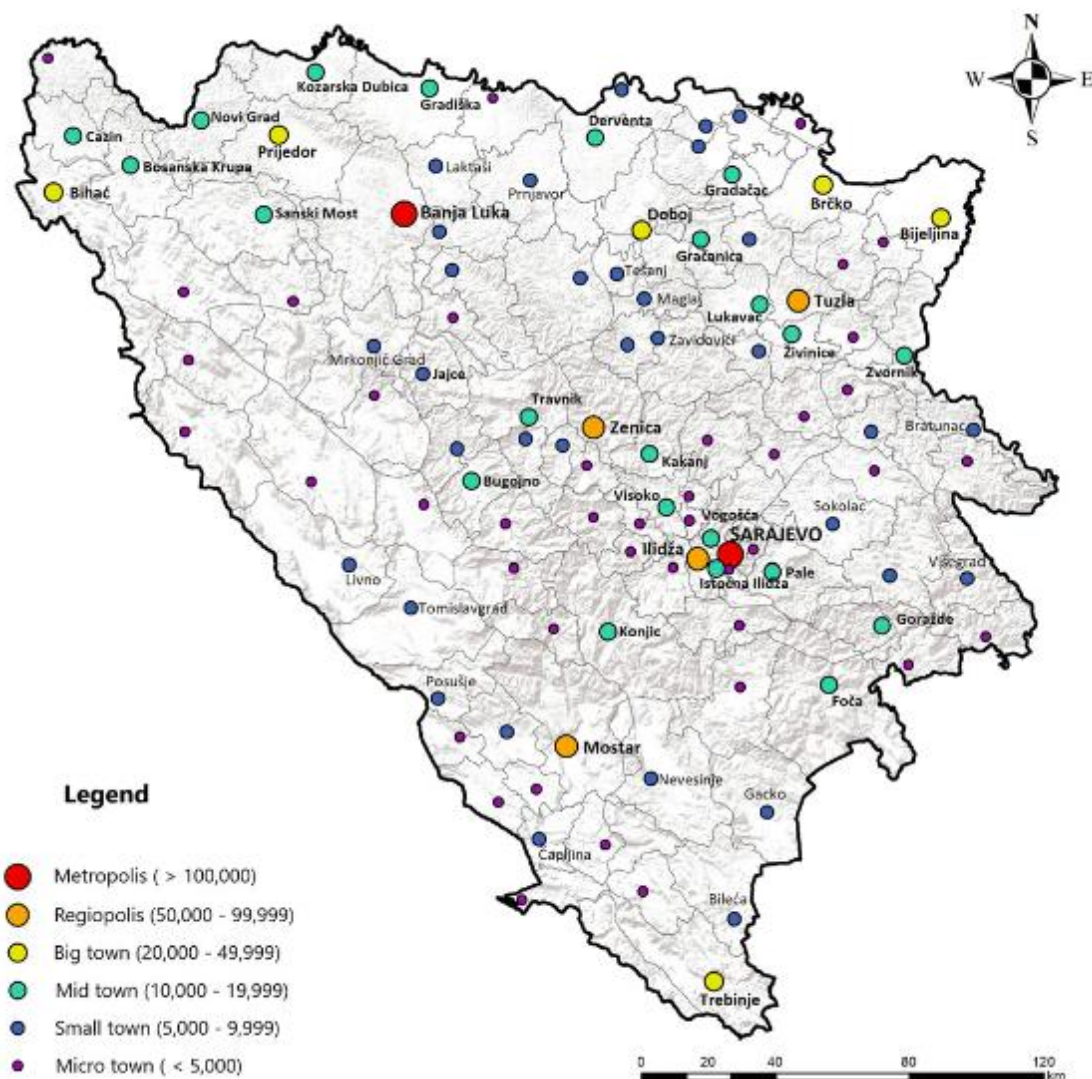 N
W E
S
Kozarska Dubica
Gradiška
Novi Grad
Derventa
Cazin
Prijedor
Bosanska Krupa
Laktaši
Prnjavor
Gradačac
Bihać
Brčko
Sanski Most
Banja Luka
Doboj
Bijeljina
Gračanica
Tešanj
Maglaj
Tuzla
Lukavac
Zavidovići
Živinice
Mrkonjić Grad
Zvornik
Jajce
Travnik
Zenica
Bratunac
Kakanj
Bugojno
Visoko
Sokolac
Vogošća
SARAJEVO
Ilidža
Livno
Istočna Ilidža
Pale
Višegrad
Tomislavgrad
Goražde
Konjic
Posušje
Foča
Mostar
Nevesinje
Gacko
Čapljina
Bileća
Trebinje
Legend
Metropolis ( > 100,000)
Regiopolis (50,000 - 99,999)
Big town (20,000 - 49,999)
Mid town (10,000 - 19,999)
Small town (5,000 - 9,999)
Micro town ( < 5,000)
0 20 40 80 120
km